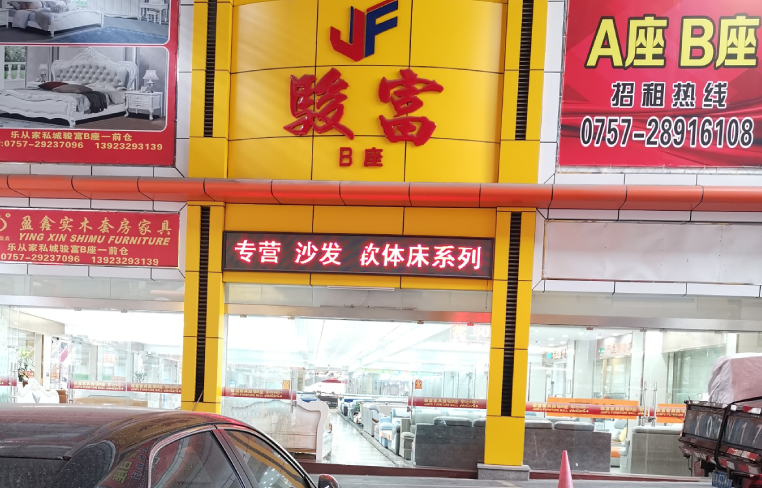 JF
駿富
B座
A座 B座
招租热线
0757-28916108
乐从家私城骏富B座一前仓
:0757-29237096 13923293139
盈鑫实木套房家具
YING XIN SHIMU FURNITURE
乐从家私城骏富B座一前仓
0757-29237096 13923293139
专营 沙发 软体床系列